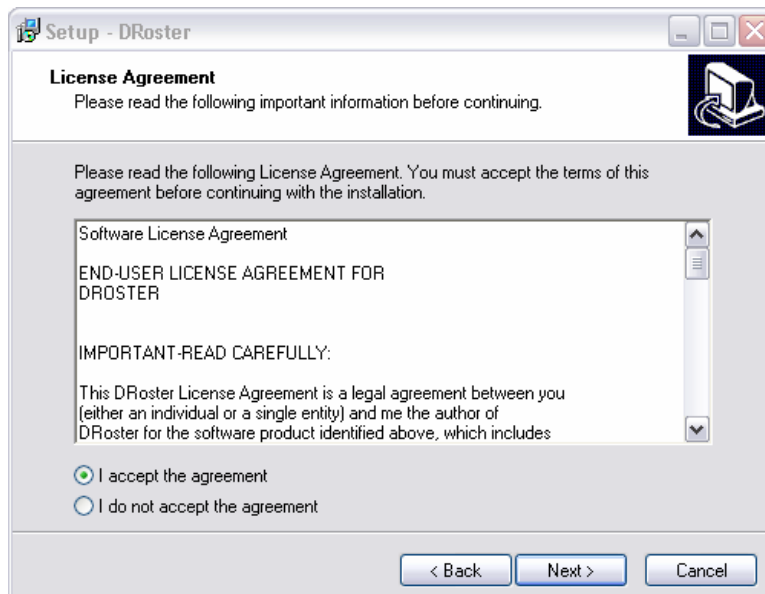 Setup - DRoster
License Agreement
Please read the following important information before continuing.
Please read the following License Agreement. You must accept the terms of this
agreement before continuing with the installation.
Software License Agreement
END-USER LICENSE AGREEMENT FOR
DROSTER
IMPORTANT-READ CAREFULLY:
This DRoster License Agreement is a legal agreement between you
(either an individual or a single entity) and me the author of
DRoster for the software product identified above, which includes
I accept the agreement
I do not accept the agreement
< Back
Next >
Cancel